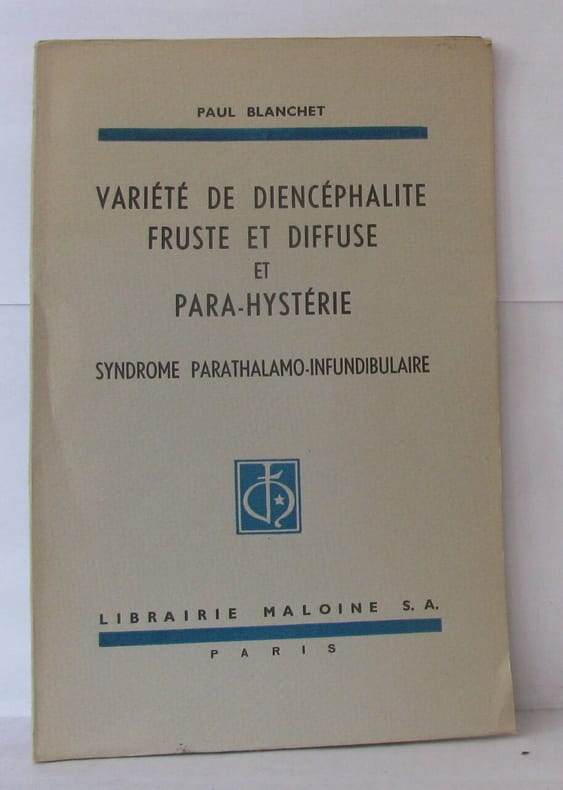 PAUL BLANCHET
VARIÉTÉ DE DIENCÉPHALITE
FRUSTE ET DIFFUSE
ET
PARA-HYSTÉRIE
SYNDROME PARATHALAMO-INFUNDIBULAIRE
LIBRAIRIE MALOINE S. A.
PARIS